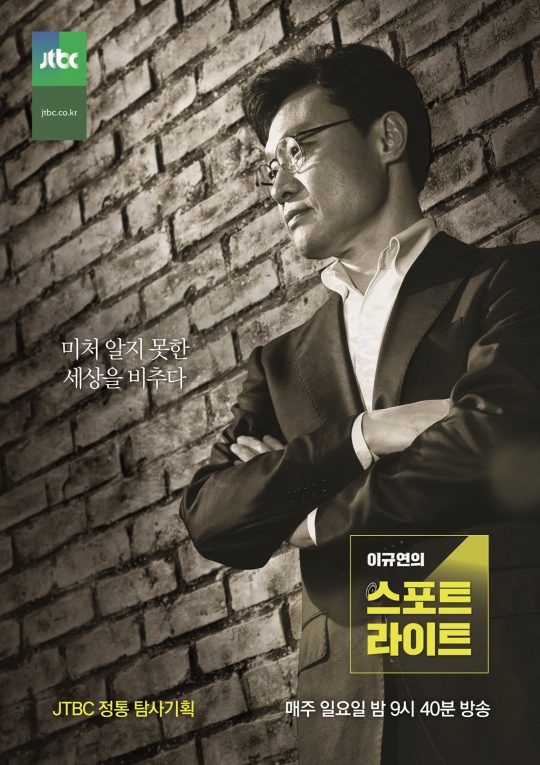 jtbc
jtbc.co.kr
미처 알지 못한
세상을 비추다
이규연의
스포트
라이트
JTBC 정통 탐사기획
매주 일요일 밤 9시 40분 방송